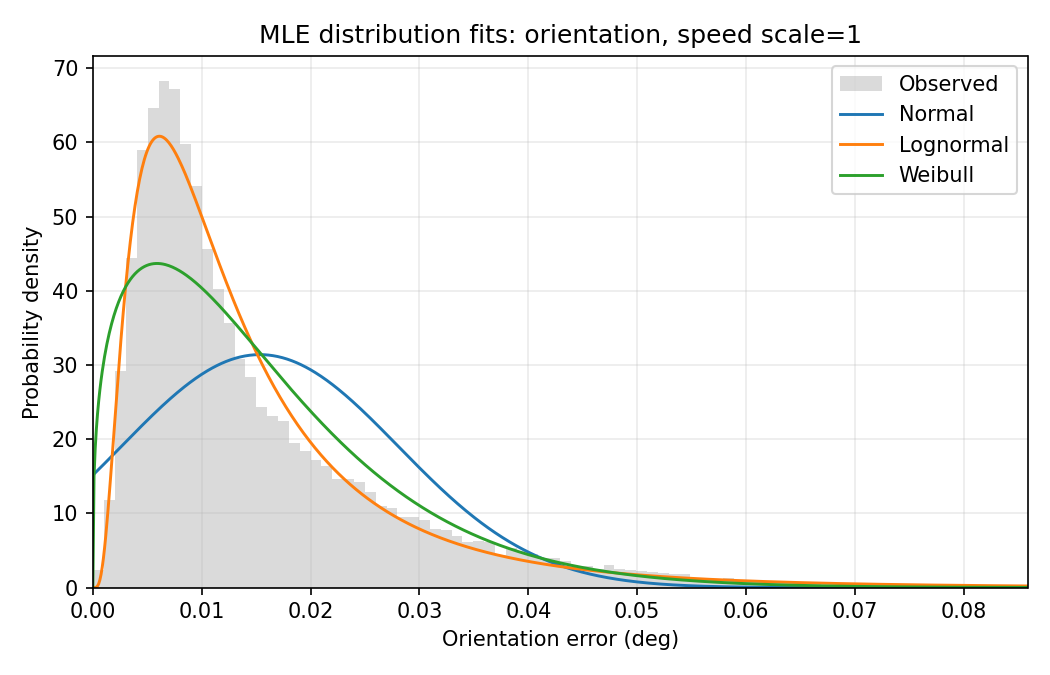 MLE distribution fits: orientation, speed scale=1
70
60
50
40
30
20
10
0
Probability density
Observed
Normal
Lognormal
Weibull
0.00 0.01 0.02 0.03 0.04 0.05 0.06 0.07 0.08
Orientation error (deg)